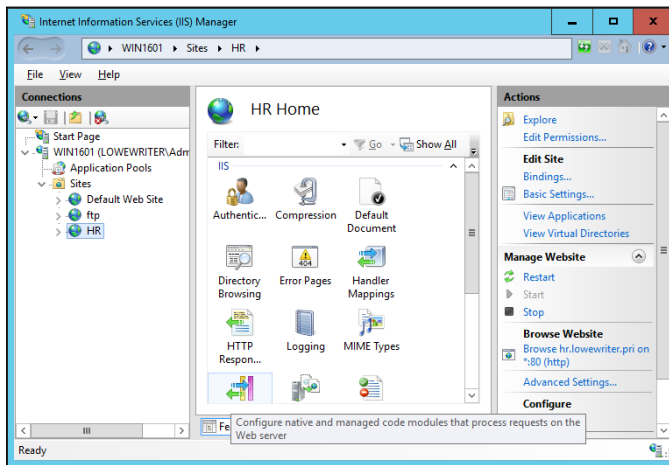 Internet Information Services (IIS) Manager
WIN1601 Sites HR
File View Help
Connections
Start Page
WIN1601 (LOWEWRITER\Adm
Application Pools
Sites
Default Web Site
ftp
HR
HR Home
Filter: Go Show All
IIS
Authentic... Compression Default
Document
404
Directory
Browsing Error Pages Handler
Mappings
HTTP
Respon... Logging MIME Types
Fe
Configure native and managed code modules that process requests on the
Web server
Actions
Explore
Edit Permissions...
Edit Site
Bindings...
Basic Settings...
View Applications
View Virtual Directories
Manage Website
Restart
Start
Stop
Browse Website
Browse hr.lowewriter.pri on
*:80 (http)
Advanced Settings...
Configure
Ready